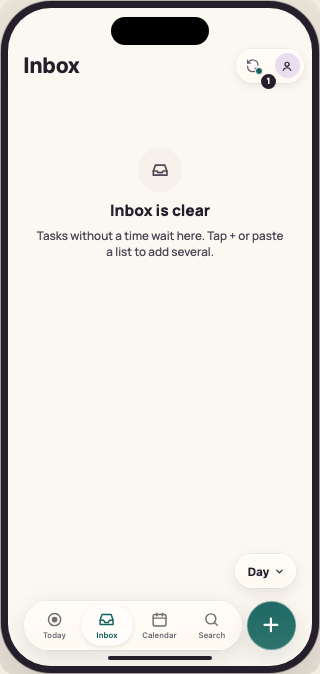 Inbox
1
Inbox is clear
Tasks without a time wait here. Tap + or paste
a list to add several.
Day
Today
Inbox
Calendar
Search